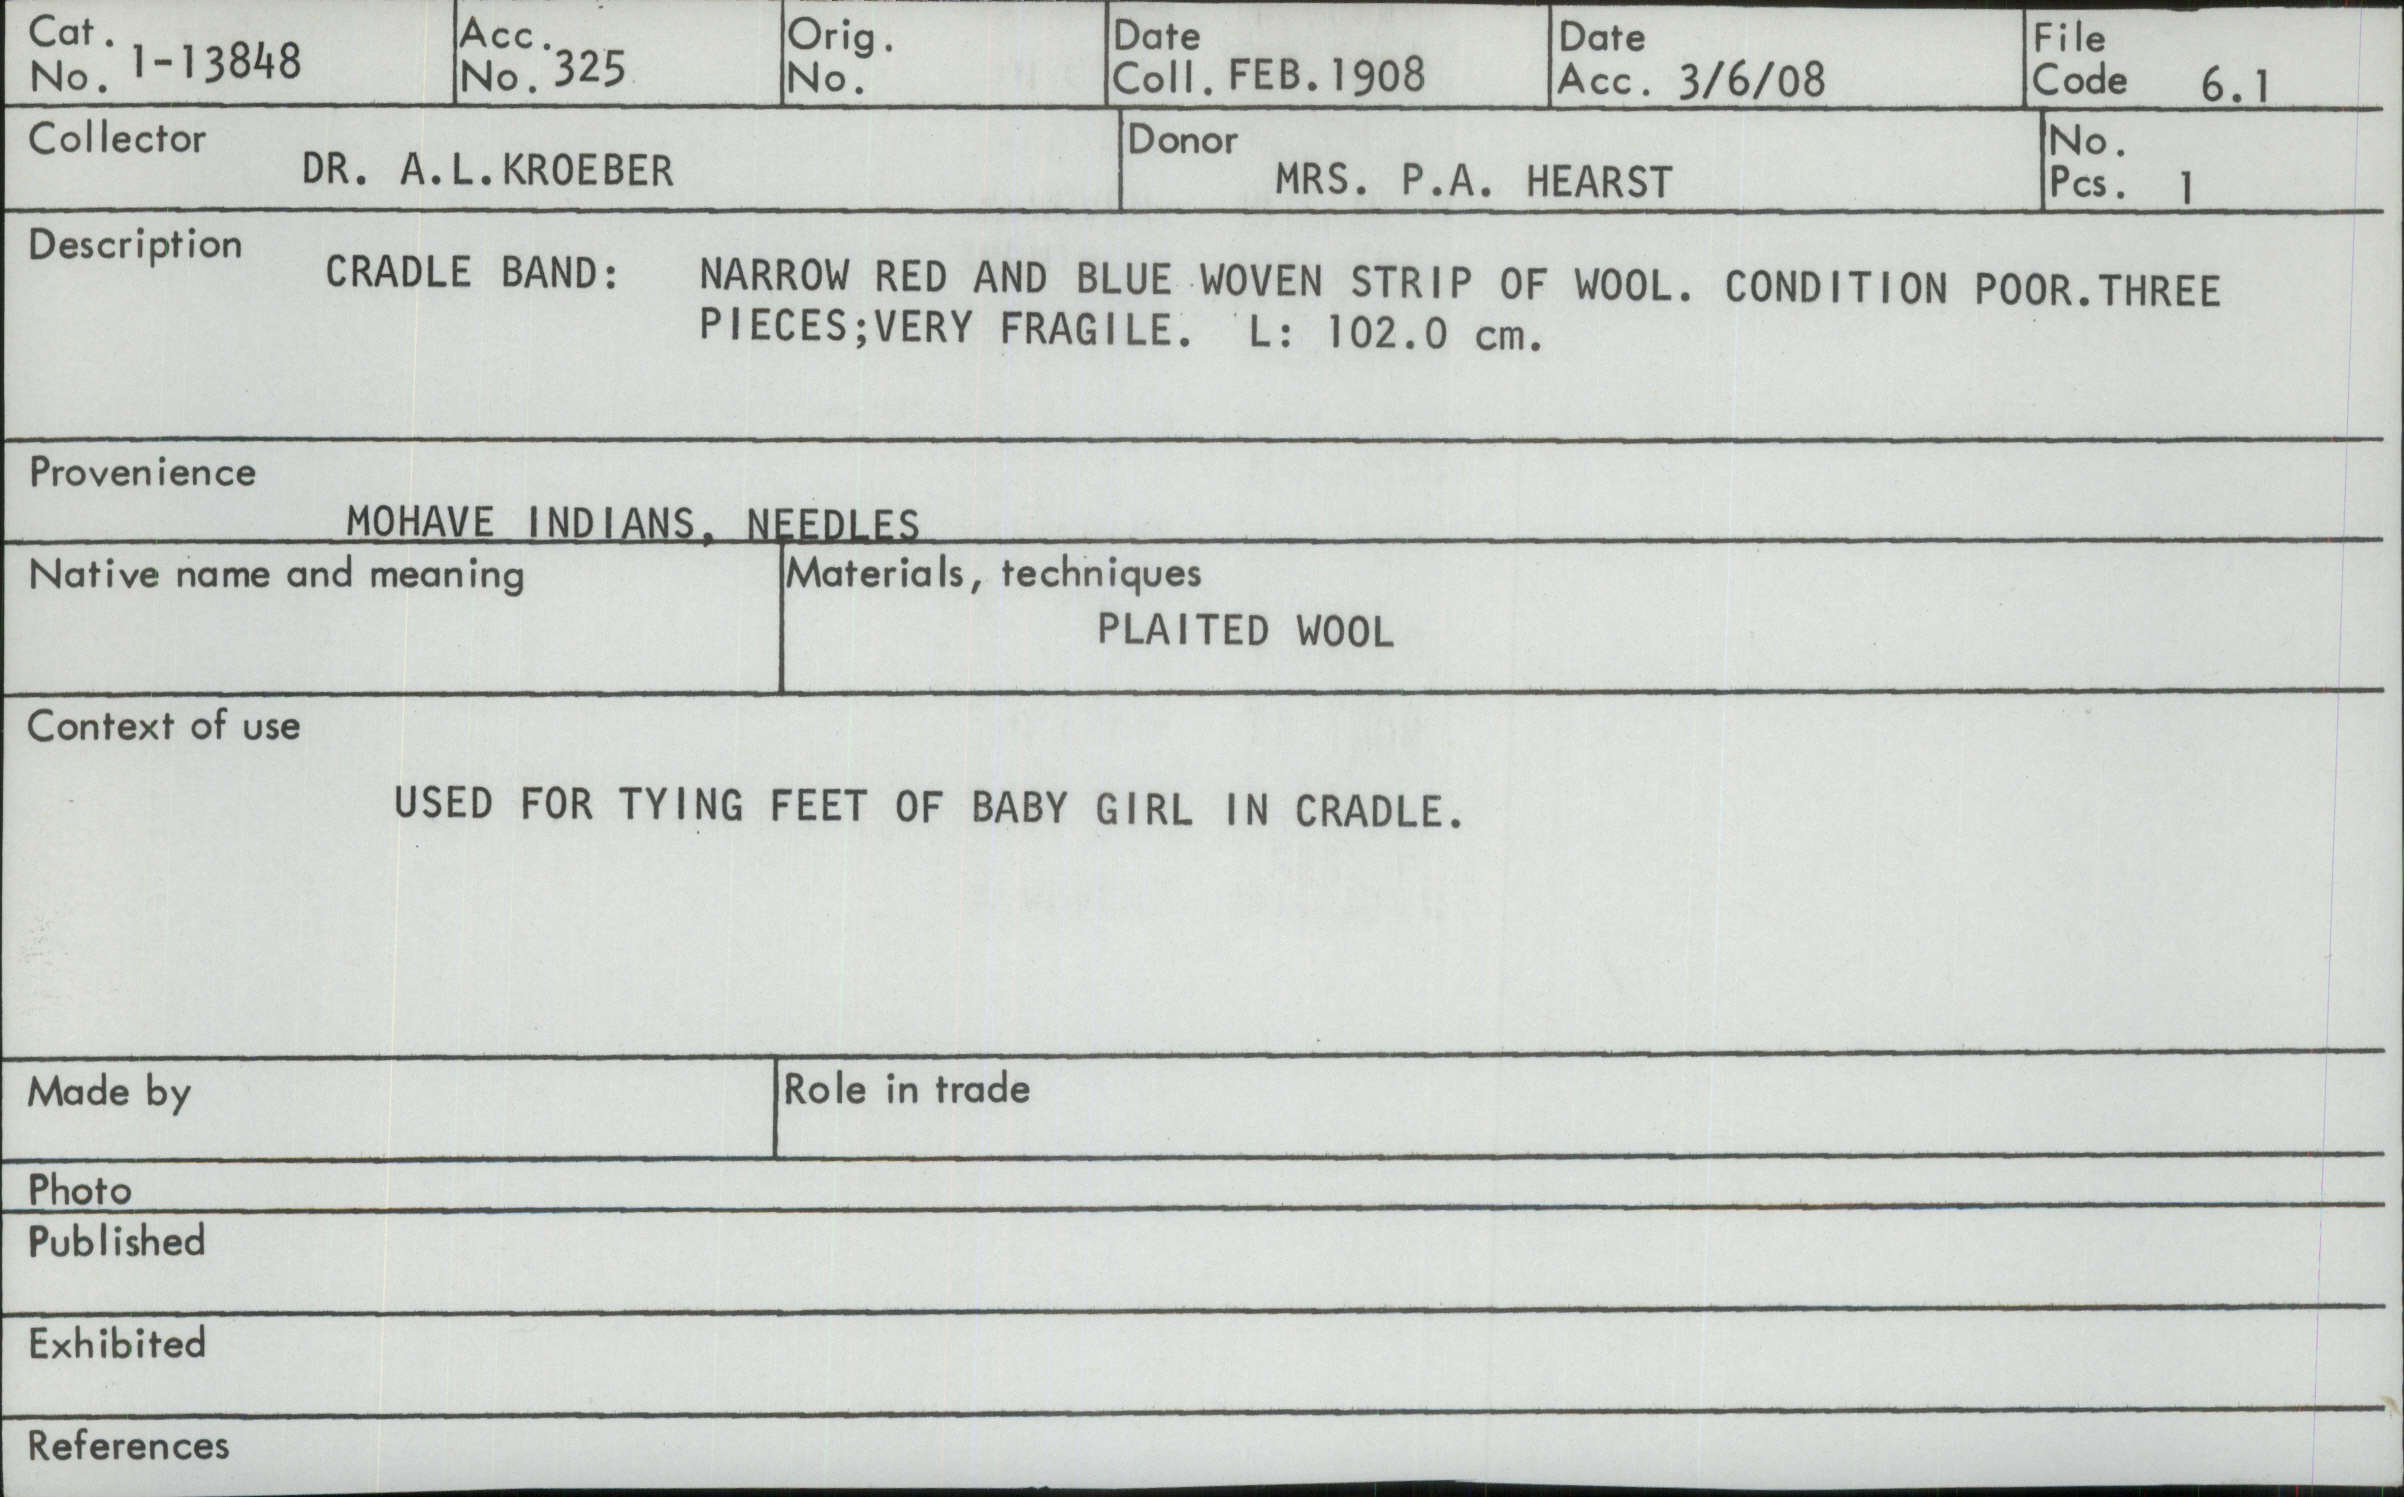 Cat. No. 1-13848
Acc. No. 325
Orig. No.
Date Coll. FEB. 1908
Date Acc. 3/6/08
File Code 6.1
Collector DR. A.L.KROEBER
Donor MRS. P.A. HEARST
No. Pcs. 1
Description CRADLE BAND: NARROW RED AND BLUE WOVEN STRIP OF WOOL. CONDITION POOR.THREE
PIECES;VERY FRAGILE. L: 102.0 cm.
Provenience
MOHAVE INDIANS, NEEDLES
Native name and meaning
Materials, techniques
PLAITED WOOL
Context of use
USED FOR TYING FEET OF BABY GIRL IN CRADLE.
Made by
Role in trade
Photo
Published
Exhibited
References